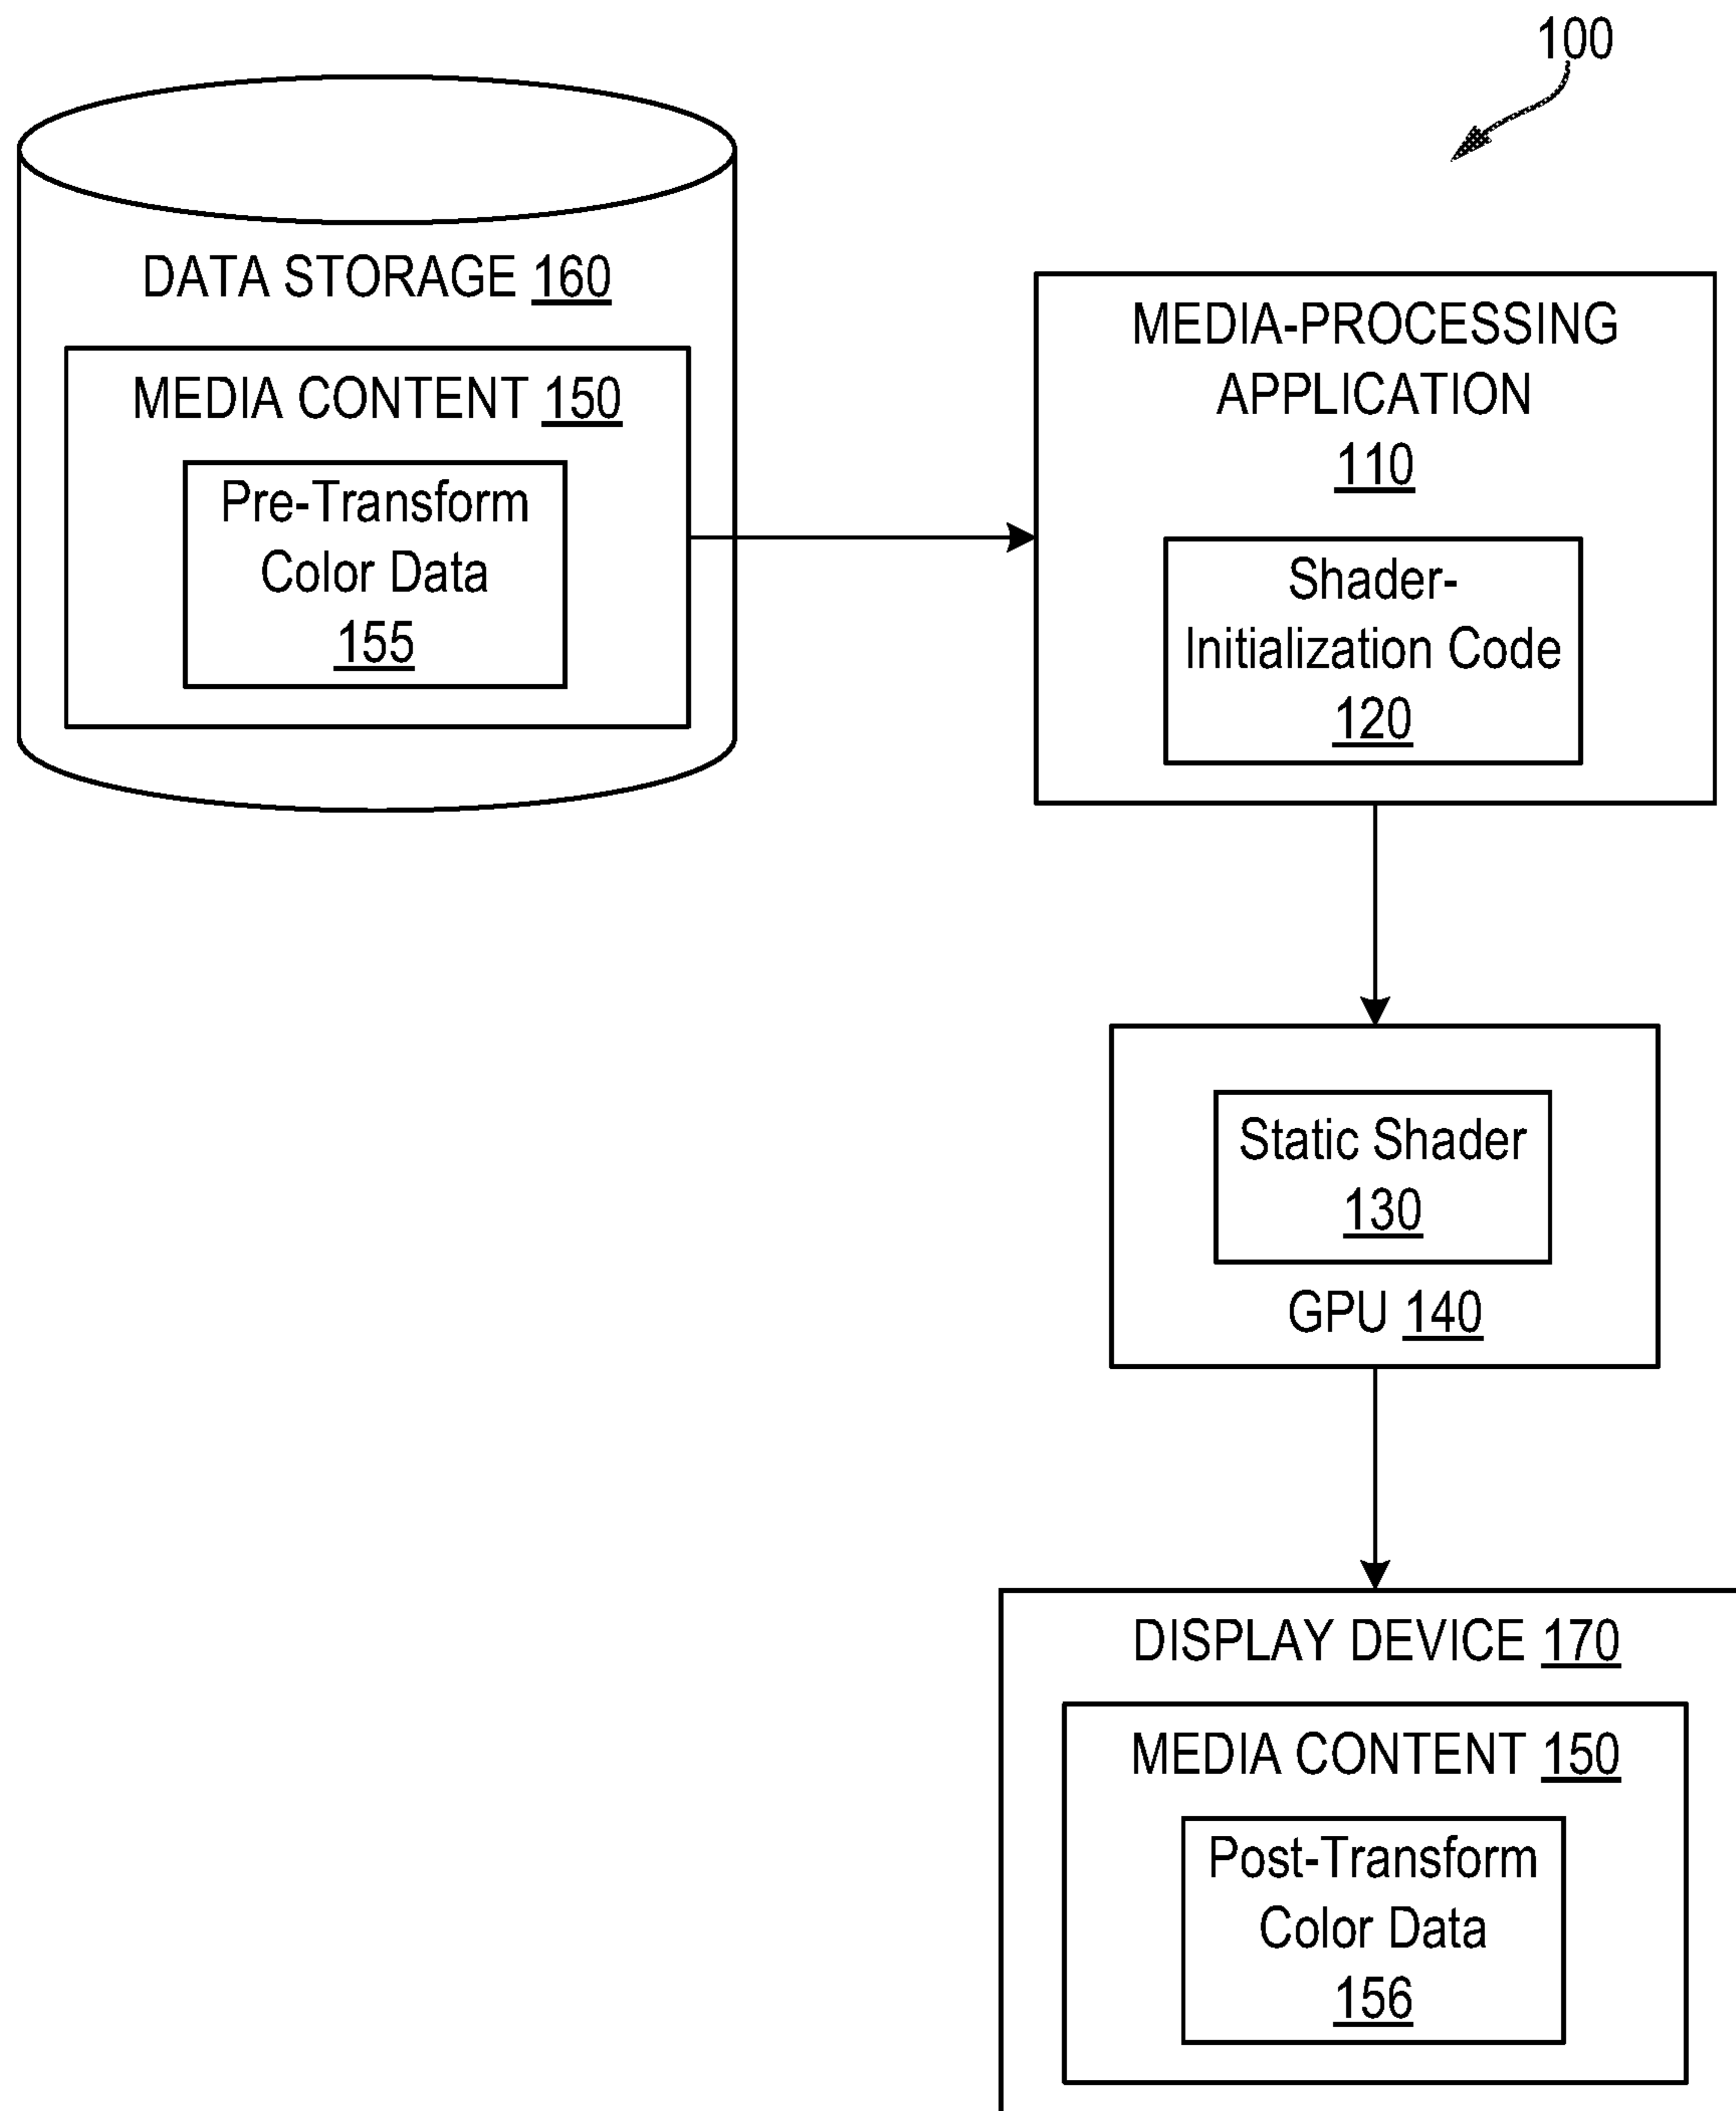 100
DATA STORAGE 160
MEDIA CONTENT 150
Pre-Transform
Color Data
155
MEDIA-PROCESSING
APPLICATION
110
Shader-
Initialization Code
120
Static Shader
130
GPU 140
DISPLAY DEVICE 170
MEDIA CONTENT 150
Post-Transform
Color Data
156